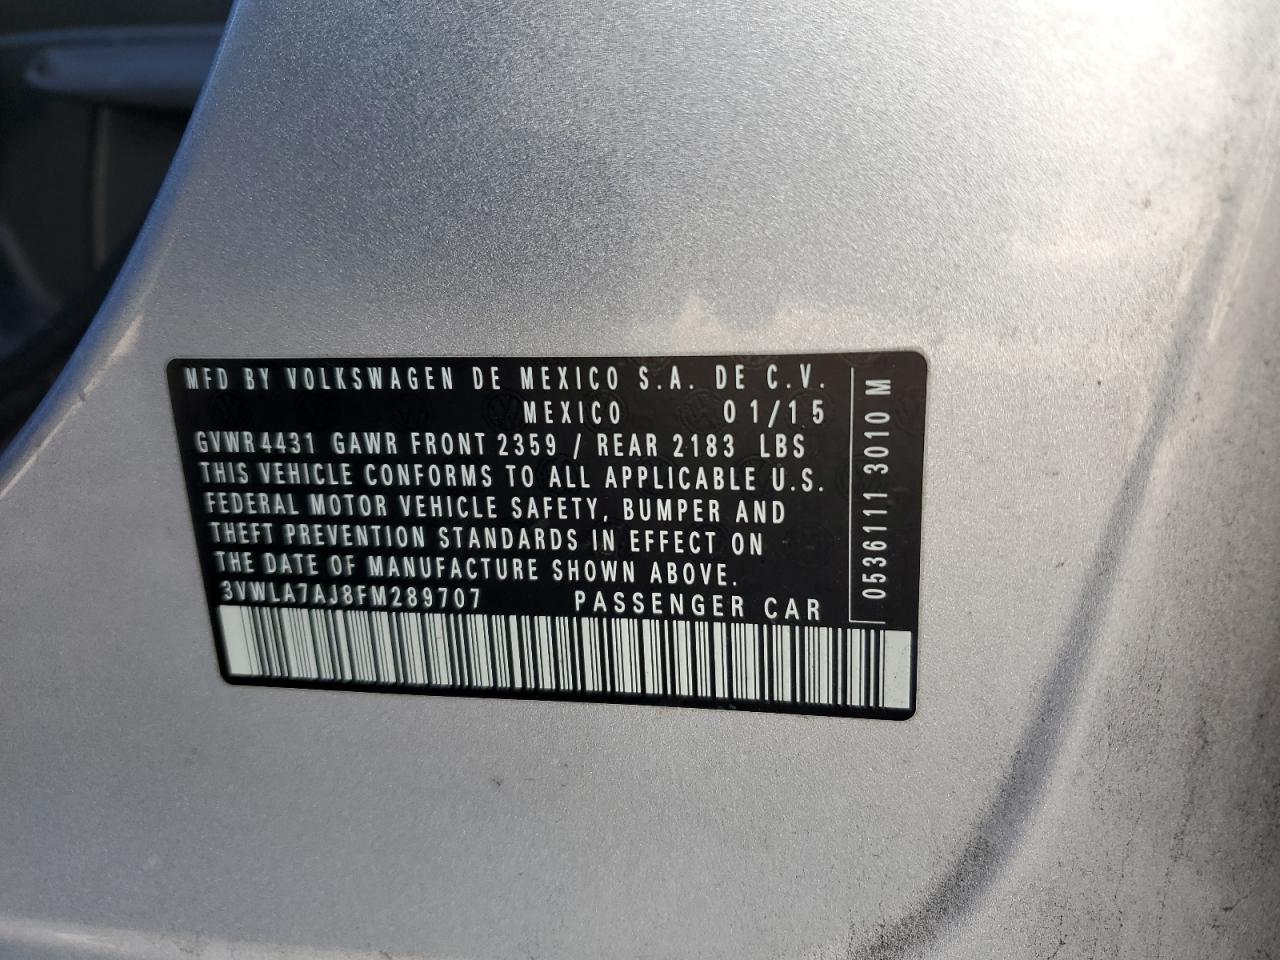 MFD BY VOLKSWAGEN DE MEXICO S.A. DE C.V.
MEXICO 01/15
GVWR 4431 GAWR FRONT 2359 / REAR 2183 LBS
THIS VEHICLE CONFORMS TO ALL APPLICABLE U.S.
FEDERAL MOTOR VEHICLE SAFETY, BUMPER AND
THEFT PREVENTION STANDARDS IN EFFECT ON
THE DATE OF MANUFACTURE SHOWN ABOVE.
3VWLA7AJ8FM289707 PASSENGER CAR
0536111 3010 M